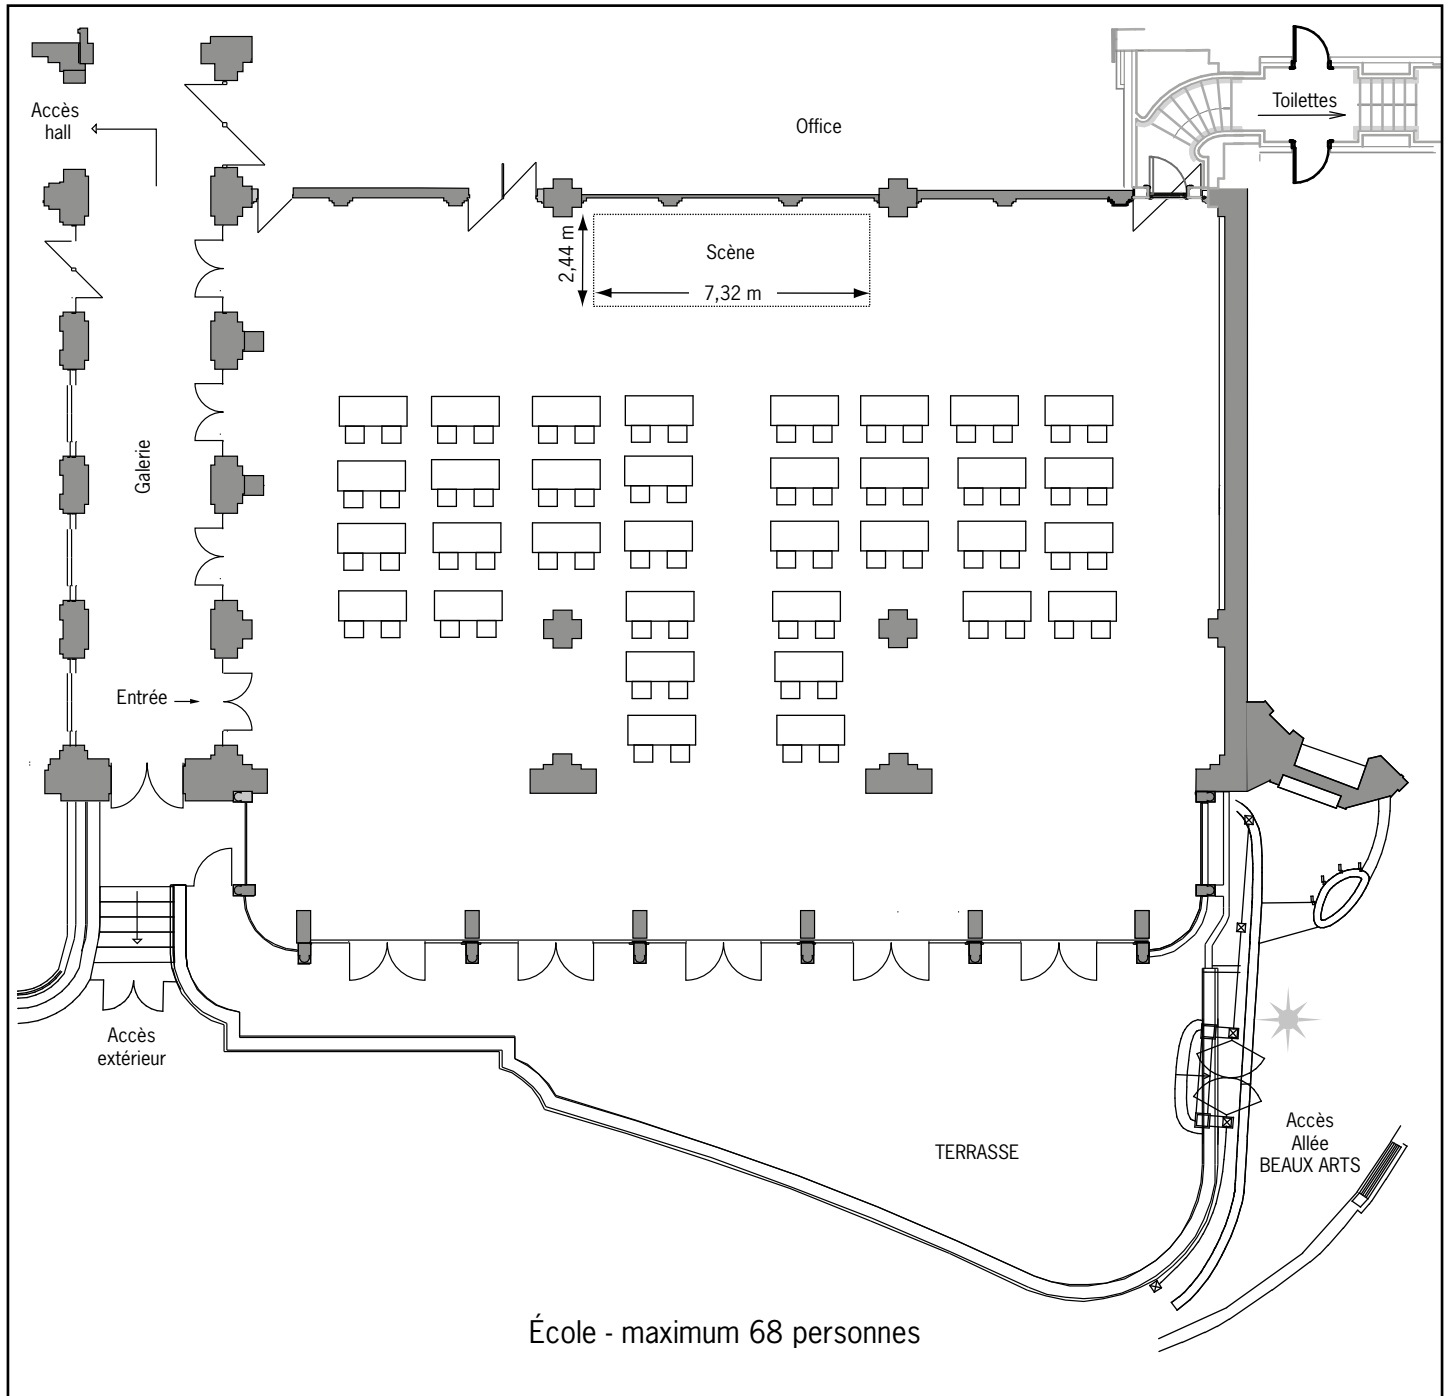 Accès
hall
Office
Toilettes
Scène
2,44 m
7,32 m
Galerie
Entrée
Accès
extérieur
TERRASSE
Accès
Allée
BEAUX ARTS
École - maximum 68 personnes